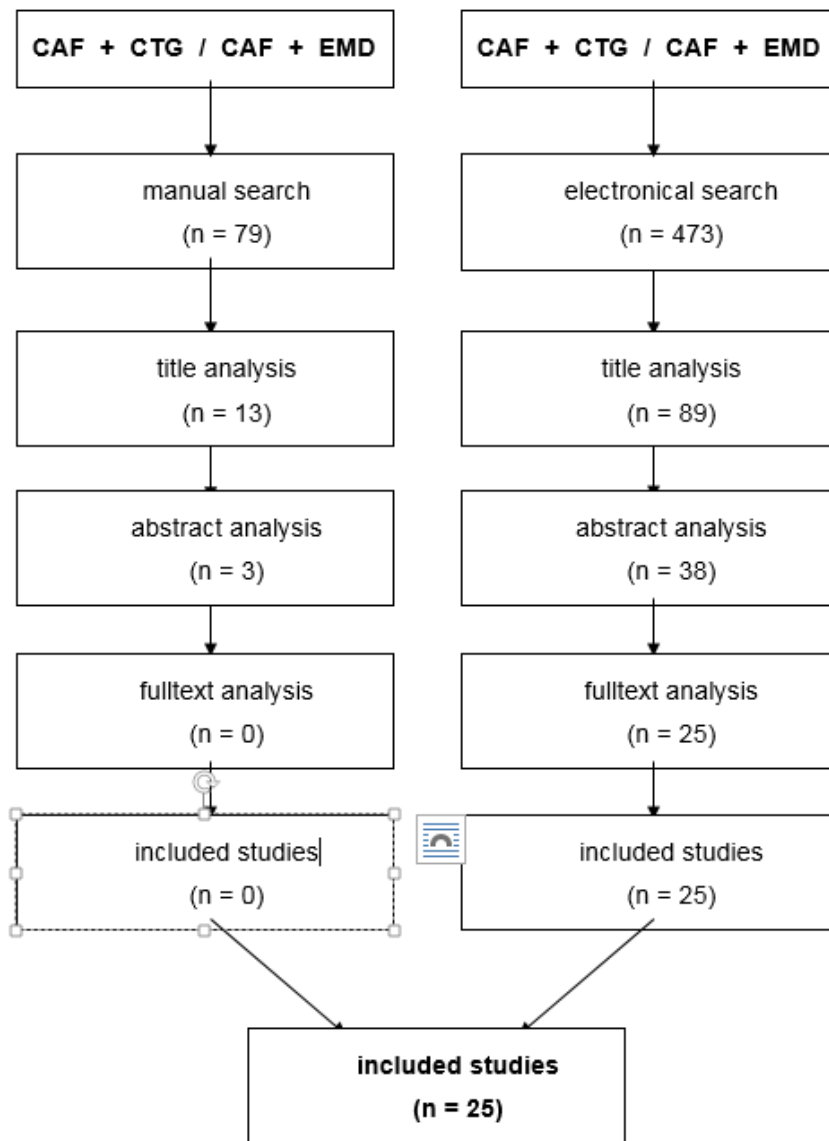 CAF + CTG / CAF + EMD
manual search
(n = 79)
title analysis
(n = 13)
abstract analysis
(n = 3)
fulltext analysis
(n = 0)
included studies
(n = 0)
CAF + CTG / CAF + EMD
electronical search
(n = 473)
title analysis
(n = 89)
abstract analysis
(n = 38)
fulltext analysis
(n = 25)
included studies
(n = 25)
included studies
(n = 25)